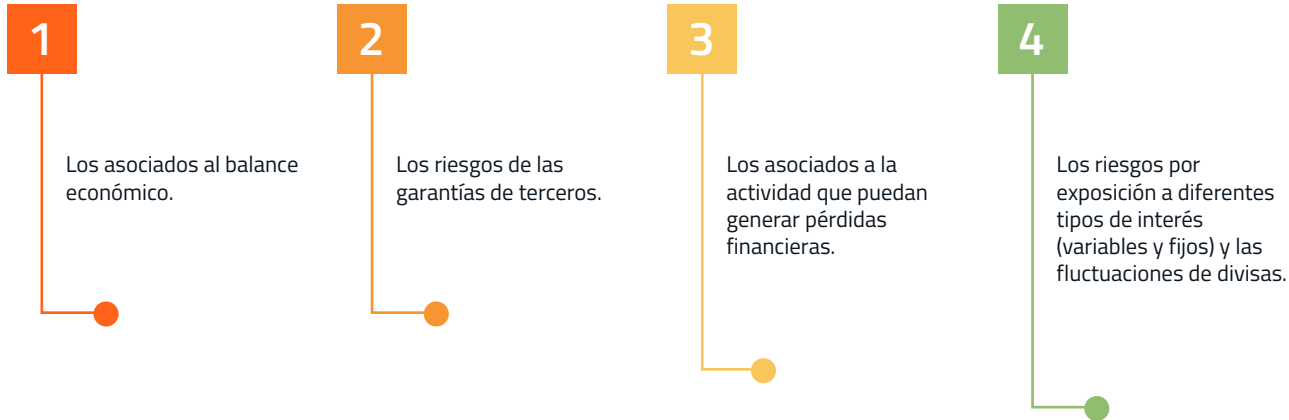 1
Los asociados al balance
económico.
2
Los riesgos de las
garantías de terceros.
3
Los asociados a la
actividad que puedan
generar pérdidas
financieras.
4
Los riesgos por
exposición a diferentes
tipos de interés
(variables y fijos) y las
fluctuaciones de divisas.